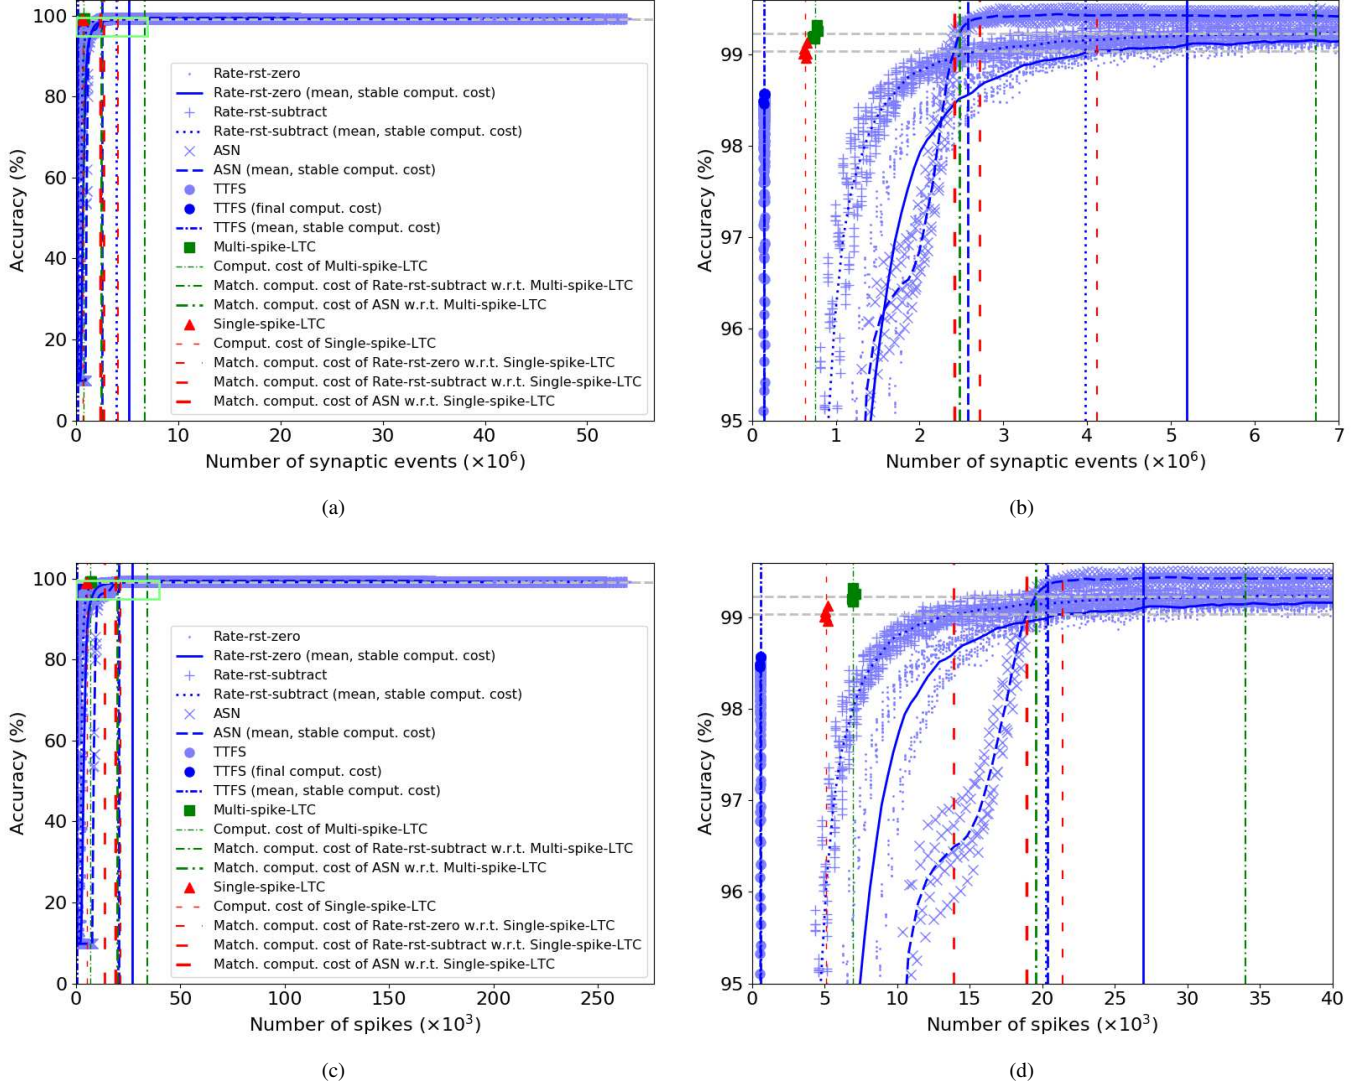 100
80
60
40
20
0
Accuracy (%)
Rate-rst-zero
Rate-rst-zero (mean, stable comput. cost)
Rate-rst-subtract
Rate-rst-subtract (mean, stable comput. cost)
ASN
ASN (mean, stable comput. cost)
TTFS
TTFS (final comput. cost)
TTFS (mean, stable comput. cost)
Multi-spike-LTC
Comput. cost of Multi-spike-LTC
Match. comput. cost of Rate-rst-subtract w.r.t. Multi-spike-LTC
Match. comput. cost of ASN w.r.t. Multi-spike-LTC
Single-spike-LTC
Comput. cost of Single-spike-LTC
Match. comput. cost of Rate-rst-zero w.r.t. Single-spike-LTC
Match. comput. cost of Rate-rst-subtract w.r.t. Single-spike-LTC
Match. comput. cost of ASN w.r.t. Single-spike-LTC
0 10 20 30 40 50
Number of synaptic events (×10⁶)
(a)
99
98
97
96
95
Accuracy (%)
0 1 2 3 4 5 6 7
Number of synaptic events (×10⁶)
(b)
100
80
60
40
20
0
Accuracy (%)
Rate-rst-zero
Rate-rst-zero (mean, stable comput. cost)
Rate-rst-subtract
Rate-rst-subtract (mean, stable comput. cost)
ASN
ASN (mean, stable comput. cost)
TTFS
TTFS (final comput. cost)
TTFS (mean, stable comput. cost)
Multi-spike-LTC
Comput. cost of Multi-spike-LTC
Match. comput. cost of Rate-rst-subtract w.r.t. Multi-spike-LTC
Match. comput. cost of ASN w.r.t. Multi-spike-LTC
Single-spike-LTC
Comput. cost of Single-spike-LTC
Match. comput. cost of Rate-rst-zero w.r.t. Single-spike-LTC
Match. comput. cost of Rate-rst-subtract w.r.t. Single-spike-LTC
Match. comput. cost of ASN w.r.t. Single-spike-LTC
0 50 100 150 200 250
Number of spikes (×10³)
(c)
99
98
97
96
95
Accuracy (%)
0 5 10 15 20 25 30 35 40
Number of spikes (×10³)
(d)